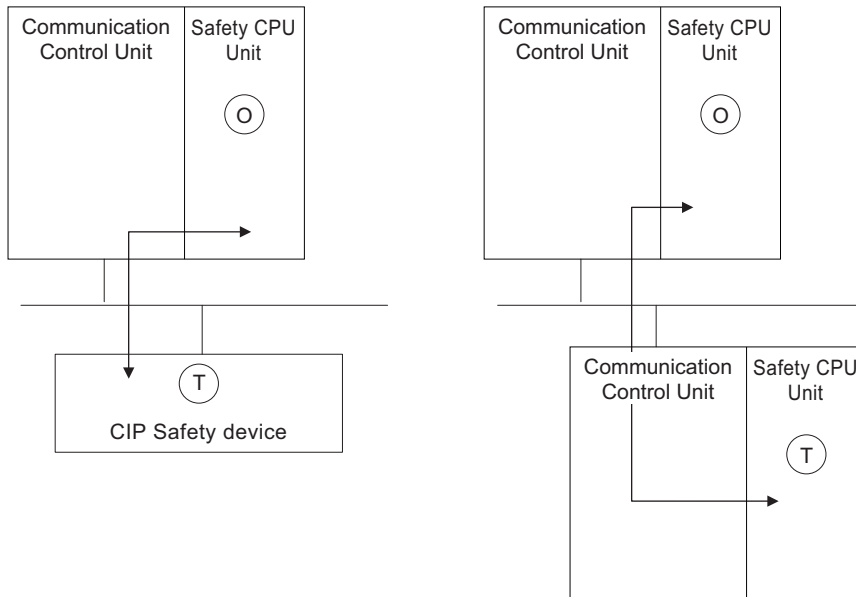 Communication
Control Unit
Safety CPU
Unit
O
T
CIP Safety device
Communication
Control Unit
Safety CPU
Unit
O
Communication
Control Unit
Safety CPU
Unit
T